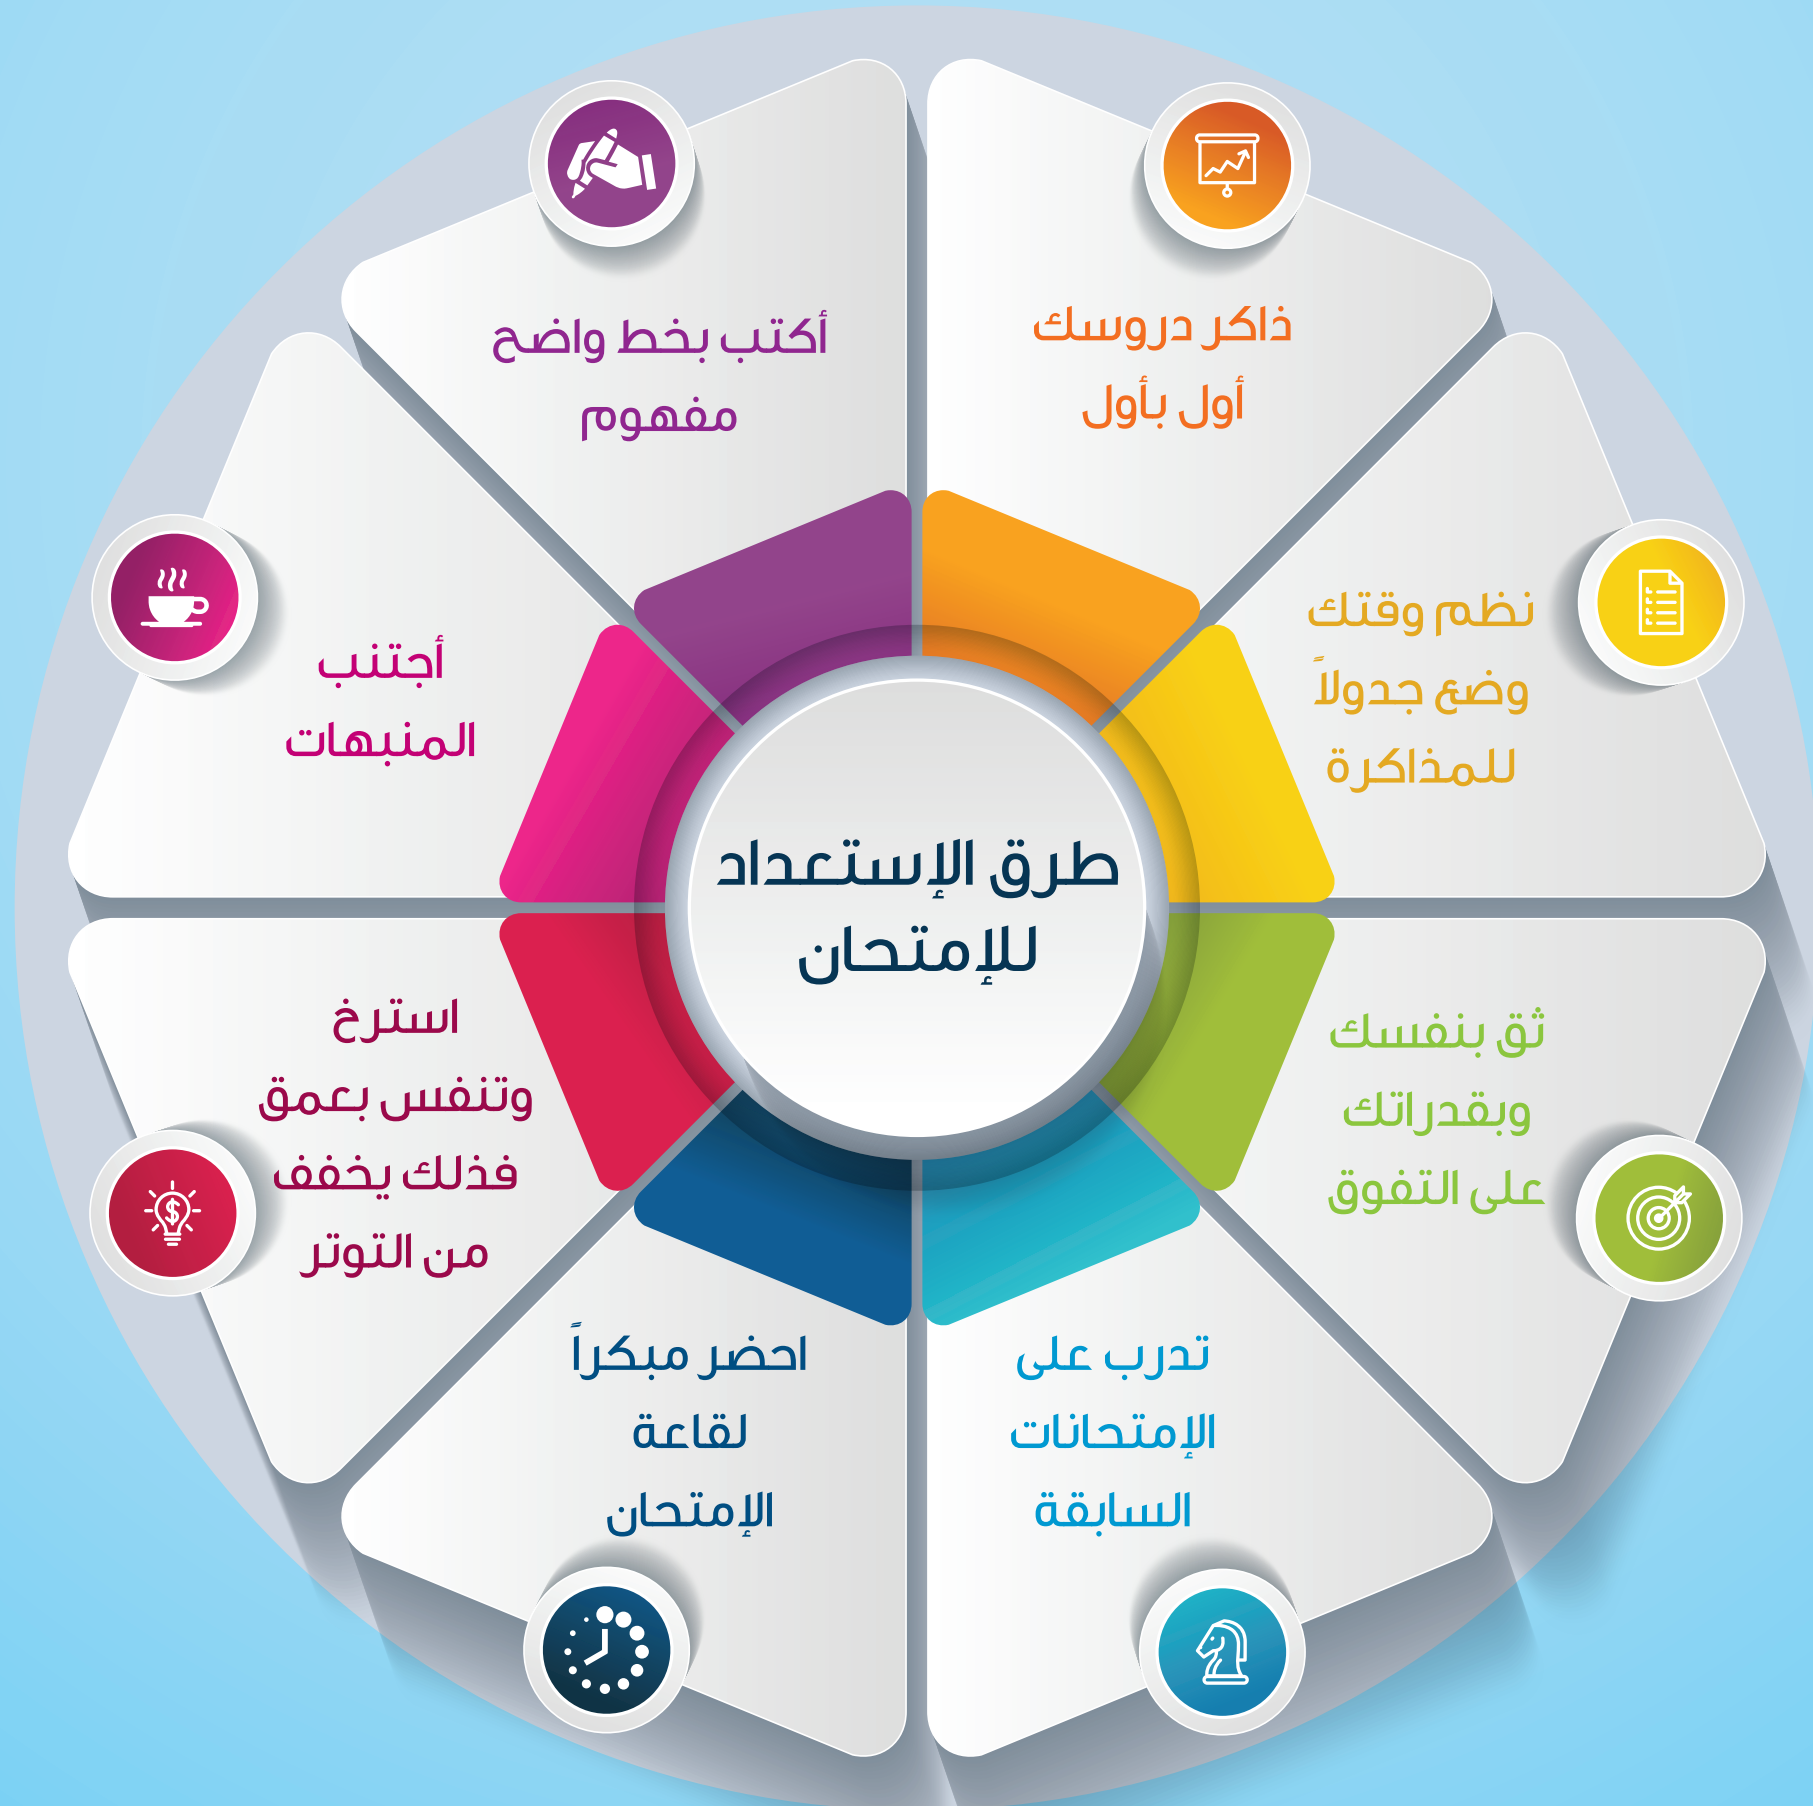 طرق الإستعداد
للإمتحان
ذاكر دروسك
أول بأول
نظم وقتك
وضع جدولاً
للمذاكرة
ثق بنفسك
وبقدراتك
على التفوق
تدرب على
الإمتحانات
السابقة
احضر مبكراً
لقاعة
الإمتحان
استرخ
وتنفس بعمق
فذلك يخفف
من التوتر
أجتنب
المنبهات
أكتب بخط واضح
مفهوم